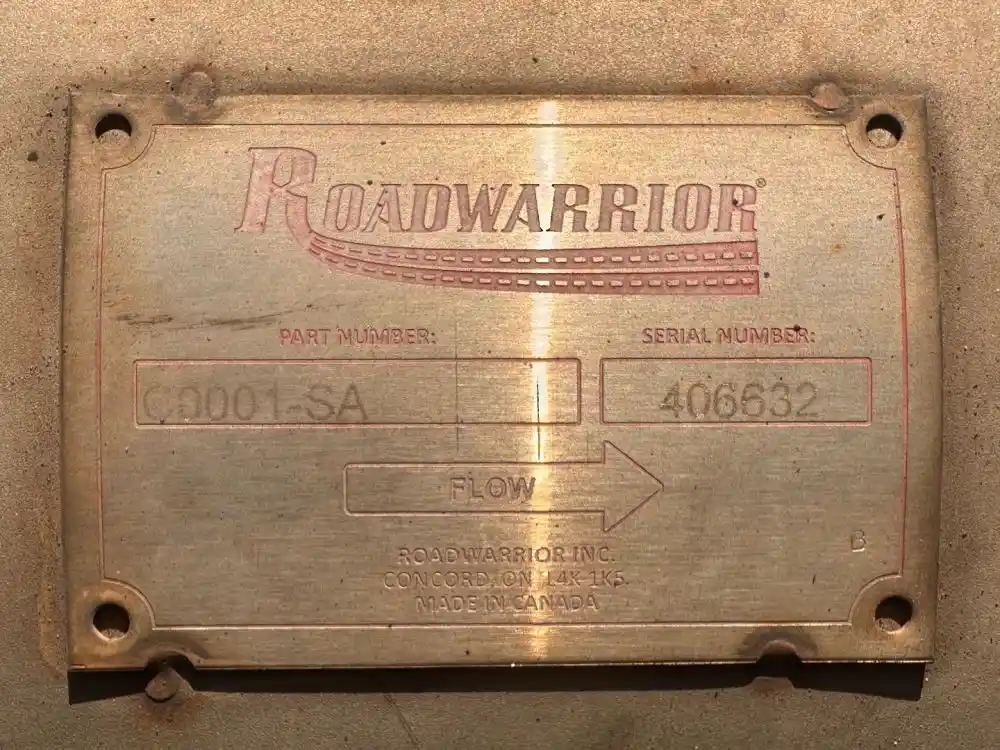 ROADWARRIOR®
PART NUMBER: SERIAL NUMBER:
C0001-SA 406632
FLOW
B
ROADWARRIOR INC.
CONCORD, ON, L4K 1K5
MADE IN CANADA